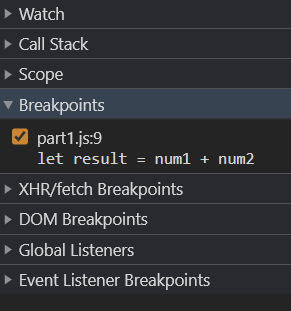 Watch
Call Stack
Scope
Breakpoints
part1.js:9
let result = num1 + num2
XHR/fetch Breakpoints
DOM Breakpoints
Global Listeners
Event Listener Breakpoints